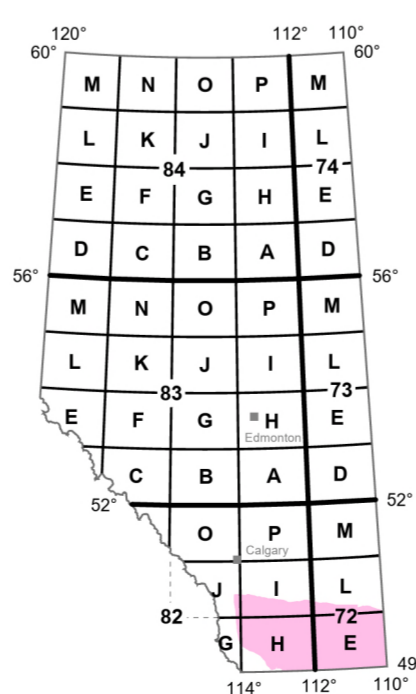 120° 112° 110°
60° 60°
M N O P M
L K J I L
84 74
E F G H E
D C B A D
56° 56°
M N O P M
L K J I L
83 73
E F G H E
Edmonton
C B A D
52° 52°
O P M
Calgary
J I L
82 72
G H E
49
114° 112° 110°